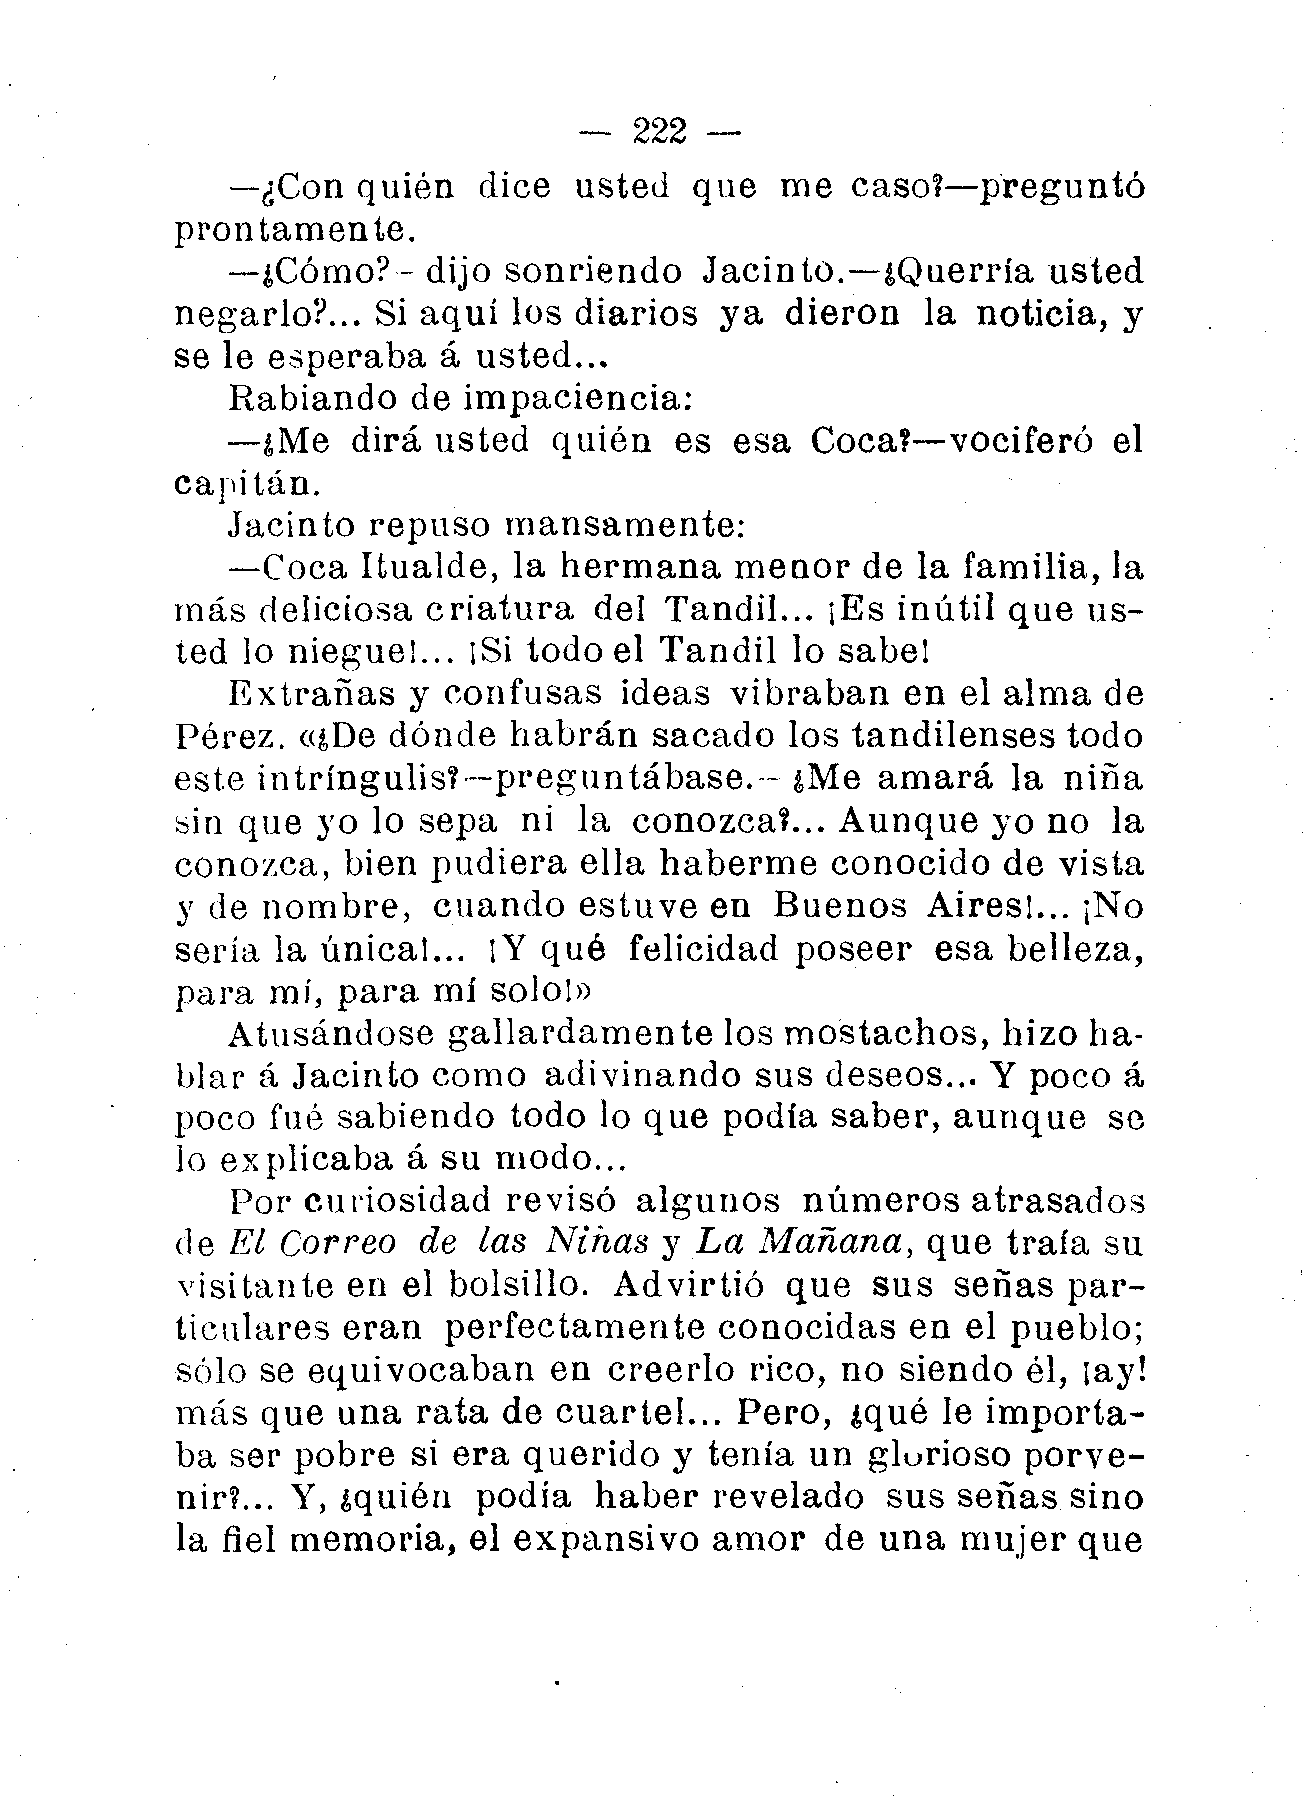 — 222 —
—¿Con quién dice usted que me caso?—preguntó
prontamente.
—¿Cómo? - dijo sonriendo Jacinto.—¿Querría usted
negarlo?... Si aquí los diarios ya dieron la noticia, y
se le esperaba á usted...
Rabiando de impaciencia:
—¿Me dirá usted quién es esa Coca?—vociferó el
capitán.
Jacinto repuso mansamente:
—Coca Itualde, la hermana menor de la familia, la
más deliciosa criatura del Tandil... ¡Es inútil que us-
ted lo niegue!... ¡Si todo el Tandil lo sabe!
Extrañas y confusas ideas vibraban en el alma de
Pérez. «¿De dónde habrán sacado los tandilenses todo
este intríngulis?—preguntábase.— ¿Me amará la niña
sin que yo lo sepa ni la conozca?... Aunque yo no la
conozca, bien pudiera ella haberme conocido de vista
y de nombre, cuando estuve en Buenos Aires!... ¡No
sería la única!... ¡Y qué felicidad poseer esa belleza,
para mí, para mí solo!»
Atusándose gallardamente los mostachos, hizo ha-
blar á Jacinto como adivinando sus deseos... Y poco á
poco fué sabiendo todo lo que podía saber, aunque se
lo explicaba á su modo...
Por curiosidad revisó algunos números atrasados
de El Correo de las Niñas y La Mañana, que traía su
visitante en el bolsillo. Advirtió que sus señas par-
ticulares eran perfectamente conocidas en el pueblo;
sólo se equivocaban en creerlo rico, no siendo él, ¡ay!
más que una rata de cuartel... Pero, ¿qué le importa-
ba ser pobre si era querido y tenía un glorioso porve-
nir?... Y, ¿quién podía haber revelado sus señas sino
la fiel memoria, el expansivo amor de una mujer que